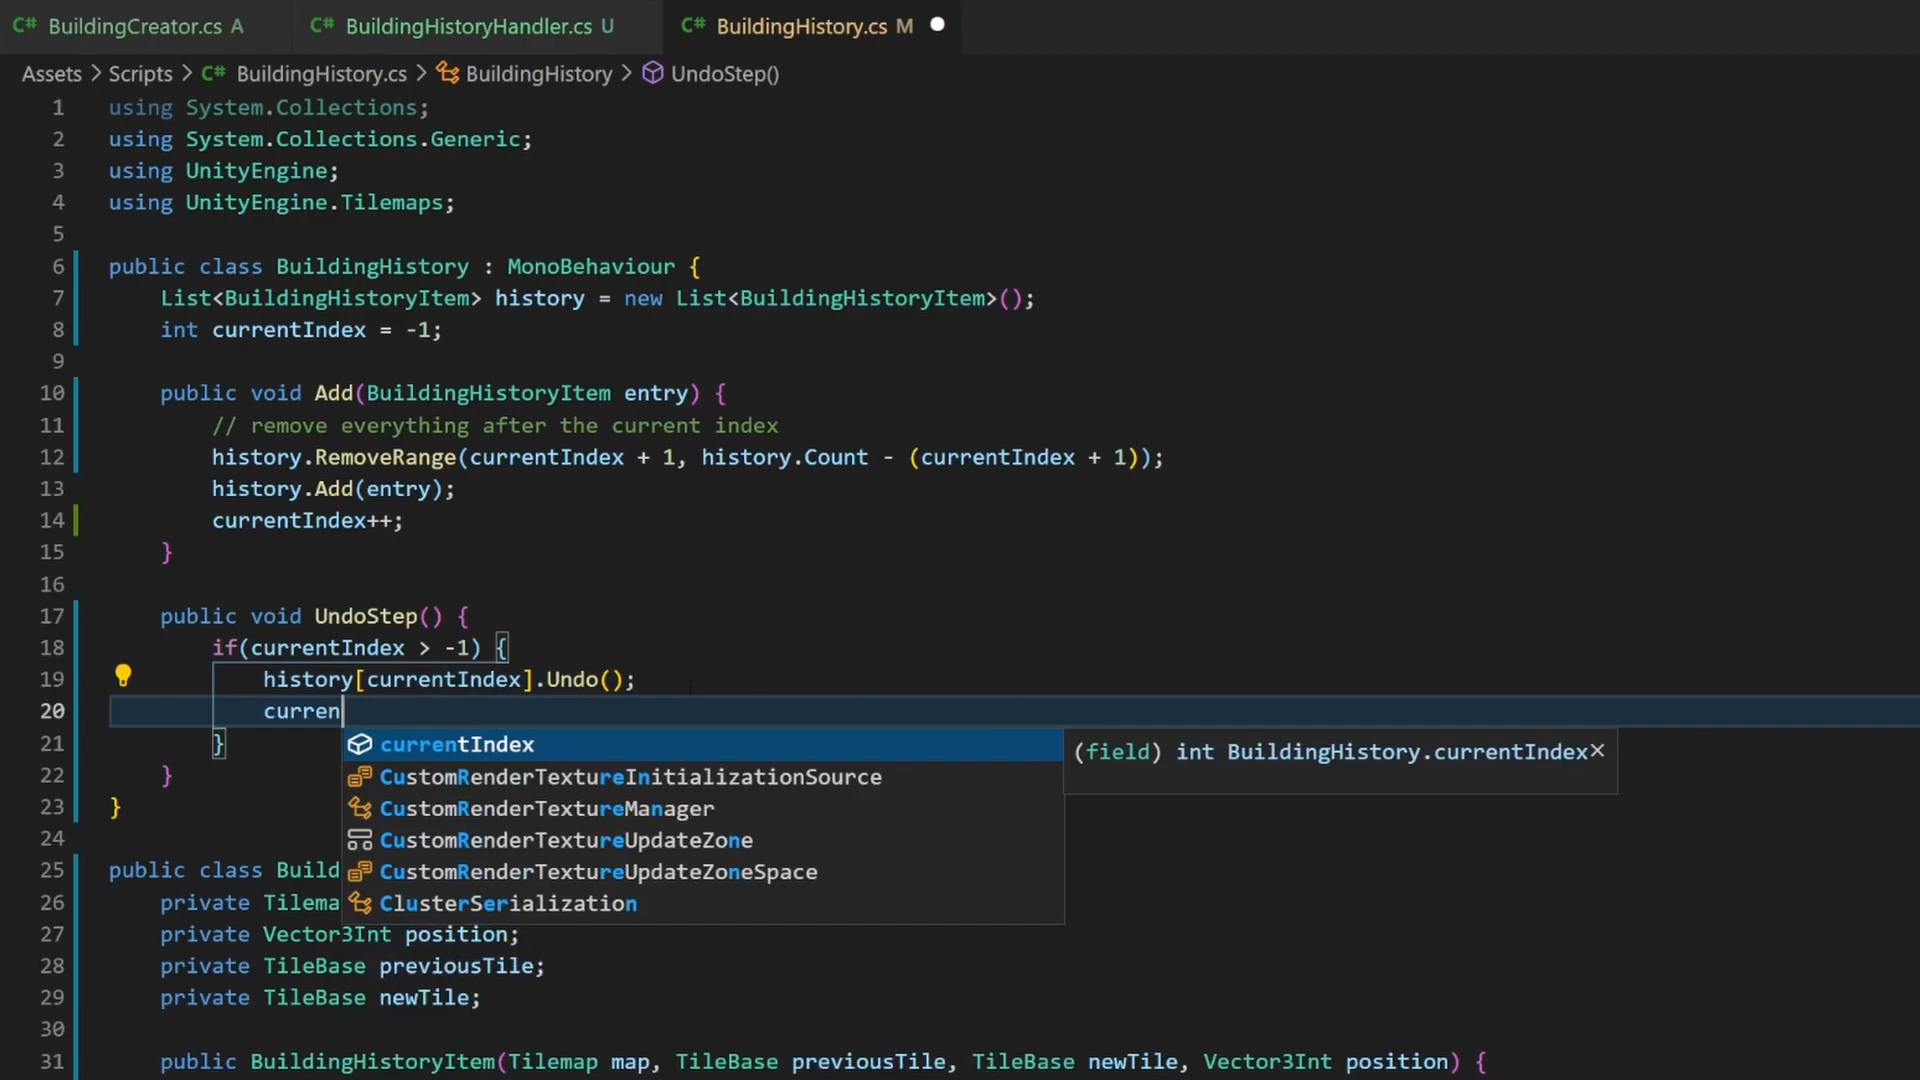 C# BuildingCreator.cs A C# BuildingHistoryHandler.cs U C# BuildingHistory.cs M
Assets > Scripts > C# BuildingHistory.cs > BuildingHistory > UndoStep()
1 using System.Collections;
2 using System.Collections.Generic;
3 using UnityEngine;
4 using UnityEngine.Tilemaps;
5
6 public class BuildingHistory : MonoBehaviour {
7 List<BuildingHistoryItem> history = new List<BuildingHistoryItem>();
8 int currentIndex = -1;
9
10 public void Add(BuildingHistoryItem entry) {
11 // remove everything after the current index
12 history.RemoveRange(currentIndex + 1, history.Count - (currentIndex + 1));
13 history.Add(entry);
14 currentIndex++;
15 }
16
17 public void UndoStep() {
18 if(currentIndex > -1) {
19 history[currentIndex].Undo();
20 curren
21 }
currentIndex
(field) int BuildingHistory.currentIndex×
22 }
CustomRenderTextureInitializationSource
23 }
CustomRenderTextureManager
24
CustomRenderTextureUpdateZone
25 public class Build
CustomRenderTextureUpdateZoneSpace
26 private Tilema
ClusterSerialization
27 private Vector3Int position;
28 private TileBase previousTile;
29 private TileBase newTile;
30
31 public BuildingHistoryItem(Tilemap map, TileBase previousTile, TileBase newTile, Vector3Int position) {